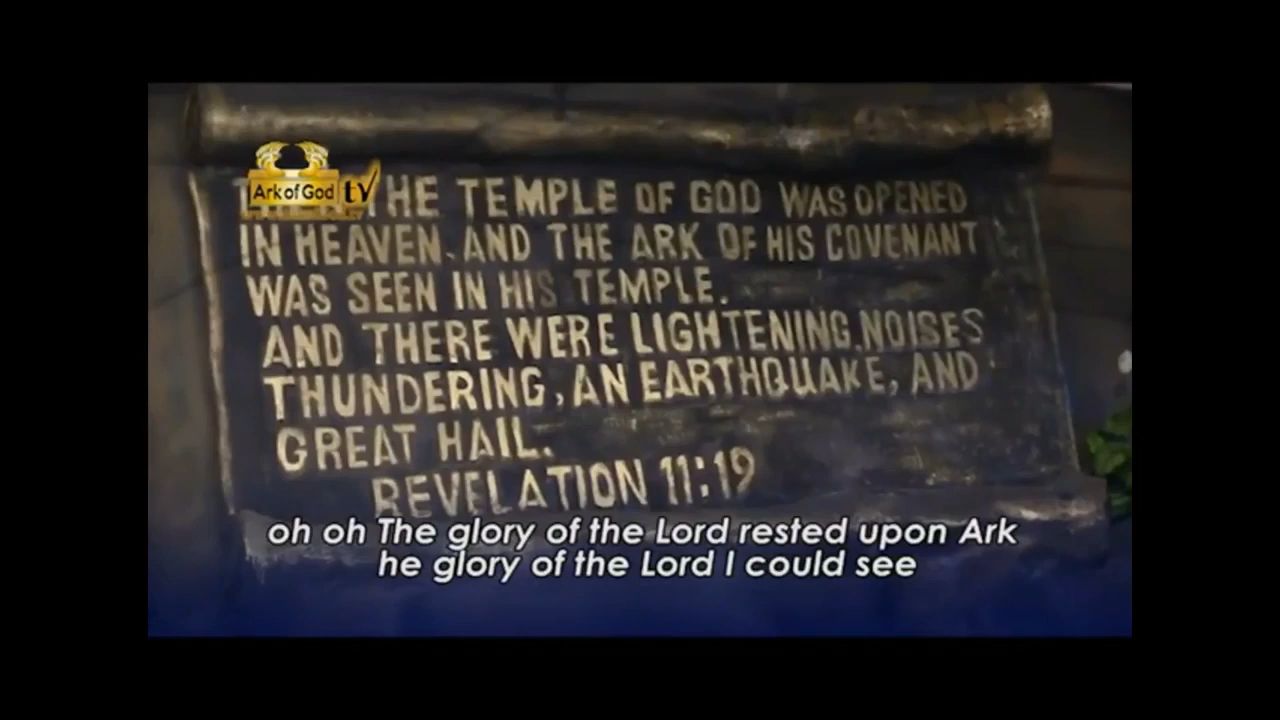 Ark of God tv
THE TEMPLE OF GOD WAS OPENED
IN HEAVEN. AND THE ARK OF HIS COVENANT
WAS SEEN IN HIS TEMPLE.
AND THERE WERE LIGHTENING, NOISES
THUNDERING, AN EARTHQUAKE, AND
GREAT HAIL.
REVELATION 11:19
oh oh The glory of the Lord rested upon Ark
he glory of the Lord I could see